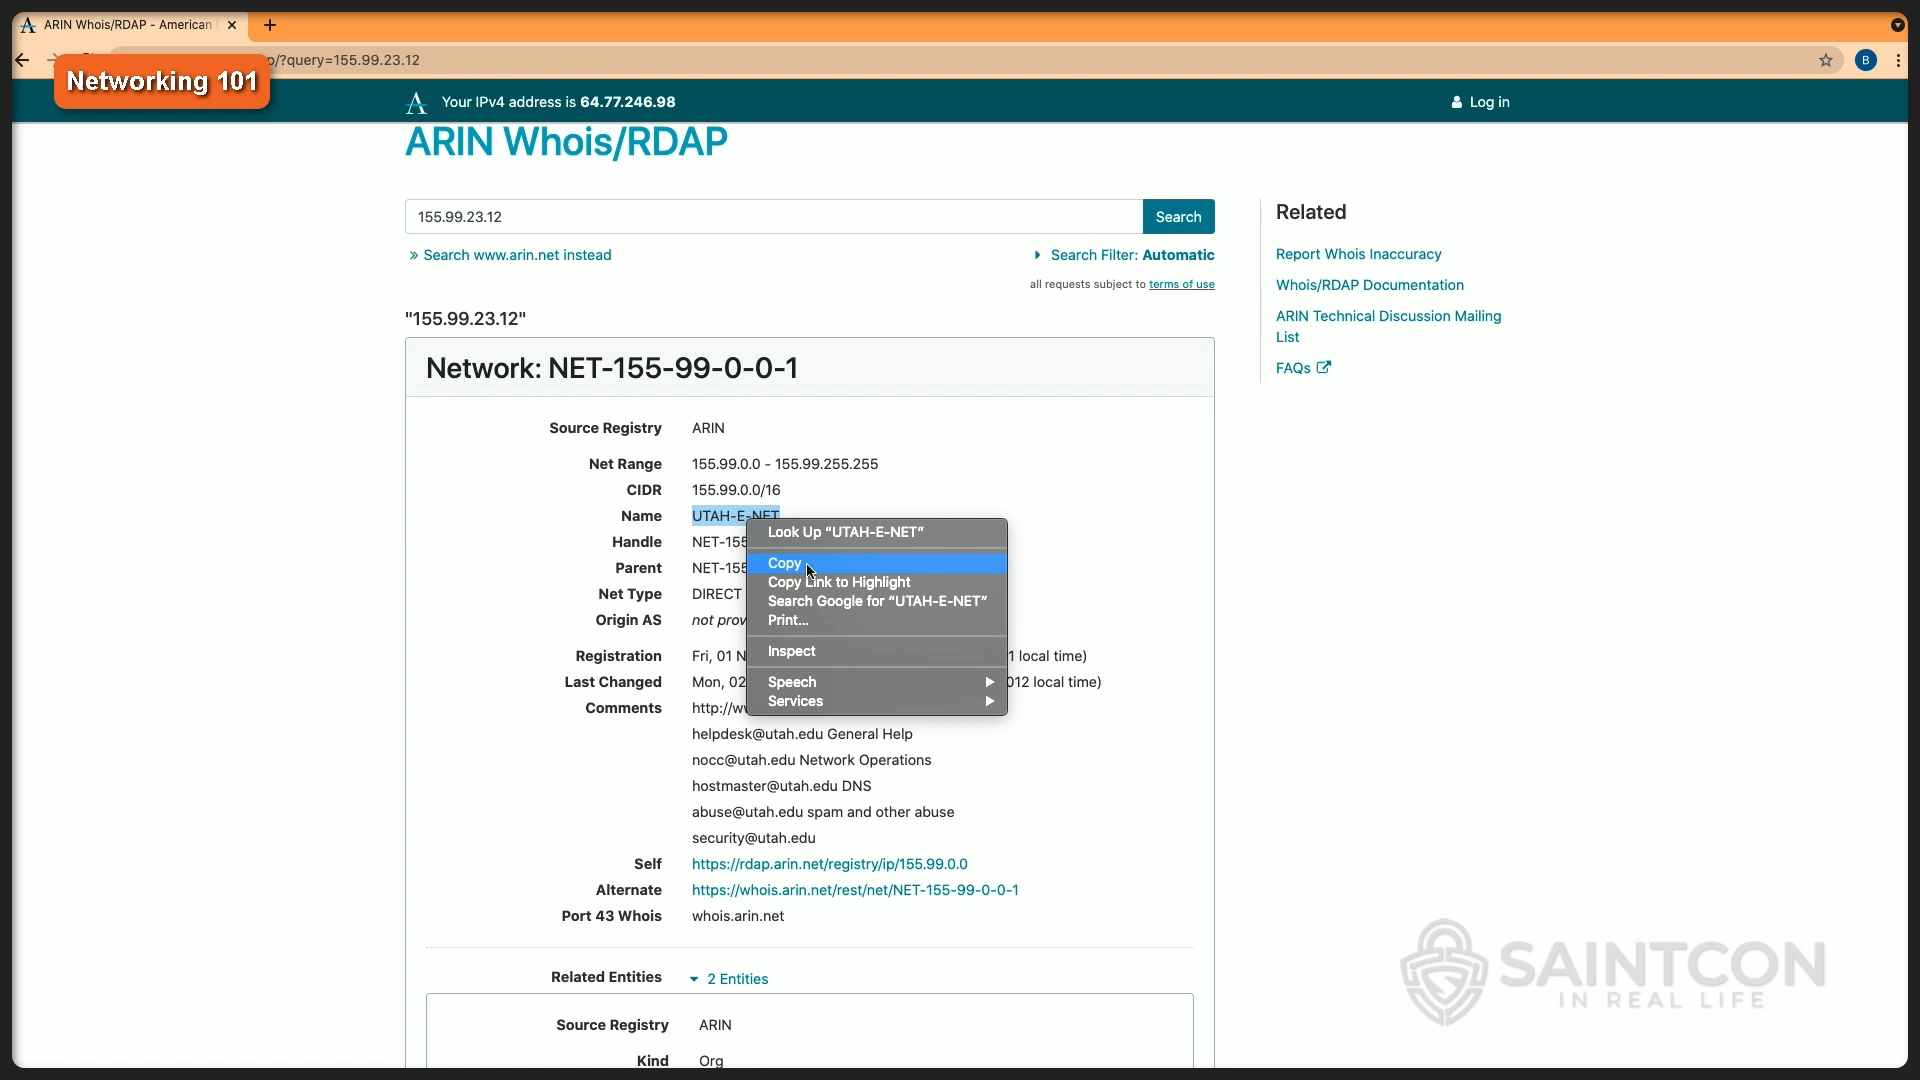 ARIN Whois/RDAP - American
Networking 101
p/?query=155.99.23.12
B
Your IPv4 address is 64.77.246.98
Log in
ARIN Whois/RDAP
155.99.23.12
Search
» Search www.arin.net instead
Search Filter: Automatic
all requests subject to terms of use
Related
Report Whois Inaccuracy
Whois/RDAP Documentation
ARIN Technical Discussion Mailing
List
FAQs
"155.99.23.12"
Network: NET-155-99-0-0-1
Source Registry ARIN
Net Range 155.99.0.0 - 155.99.255.255
CIDR 155.99.0.0/16
Name UTAH-E-NET
Handle NET-155
Parent NET-155
Net Type DIRECT
Origin AS not prov
Registration Fri, 01 N 1 local time)
Last Changed Mon, 02 012 local time)
Comments http://w
Look Up “UTAH-E-NET”
Copy
Copy Link to Highlight
Search Google for “UTAH-E-NET”
Print...
Inspect
Speech
Services
helpdesk@utah.edu General Help
nocc@utah.edu Network Operations
hostmaster@utah.edu DNS
abuse@utah.edu spam and other abuse
security@utah.edu
Self https://rdap.arin.net/registry/ip/155.99.0.0
Alternate https://whois.arin.net/rest/net/NET-155-99-0-0-1
Port 43 Whois whois.arin.net
Related Entities 2 Entities
Source Registry ARIN
Kind Org
SAINTCON
IN REAL LIFE